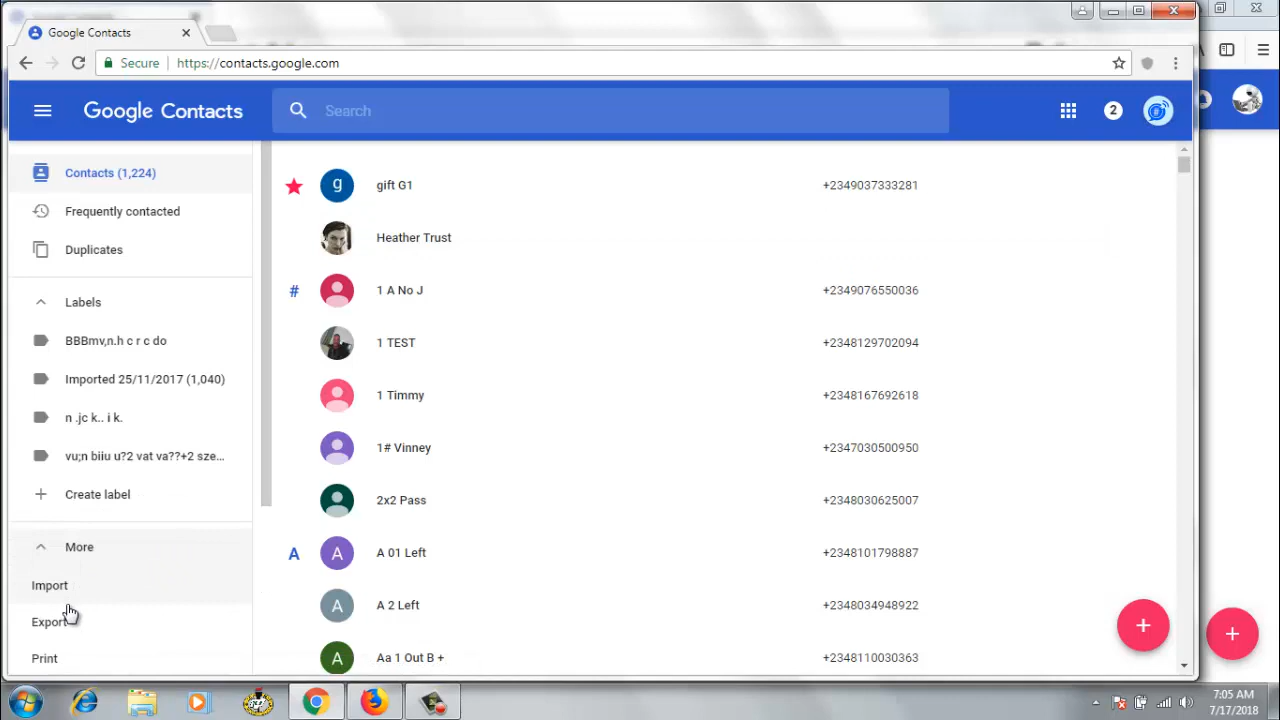 Google Contacts
Secure
https://contacts.google.com
Google Contacts
Search
2
Contacts (1,224)
Frequently contacted
Duplicates
Labels
BBBmv,n.h c r c do
Imported 25/11/2017 (1,040)
n .jc k.. i k.
vu;n biiu u?2 vat va??+2 sze...
Create label
More
Import
Export
Print
g gift G1 +2349037333281
Heather Trust
# 1 A No J +2349076550036
1 TEST +2348129702094
1 Timmy +2348167692618
1# Vinney +2347030500950
2x2 Pass +2348030625007
A A A 01 Left +2348101798887
A A 2 Left +2348034948922
A Aa 1 Out B + +2348110030363
7:05 AM
7/17/2018